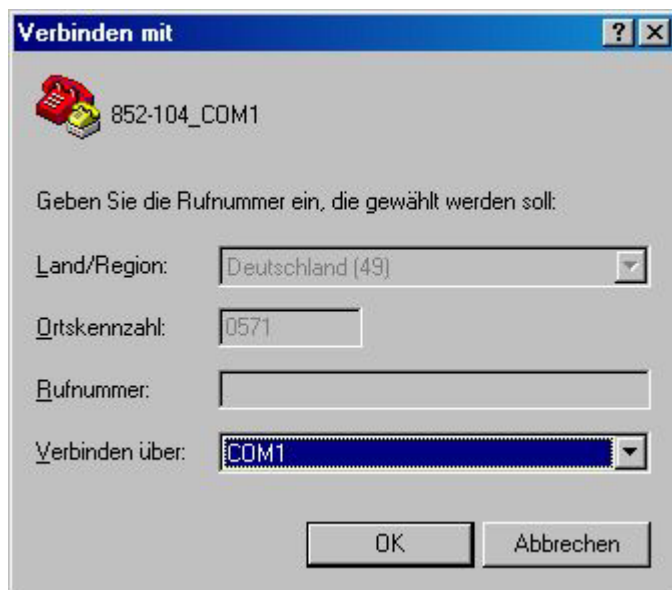 Verbinden mit
852-104_COM1
Geben Sie die Rufnummer ein, die gewählt werden soll:
Land/Region: Deutschland (49)
Ortskennzahl: 0571
Rufnummer:
Verbinden über: COM1
OK Abbrechen